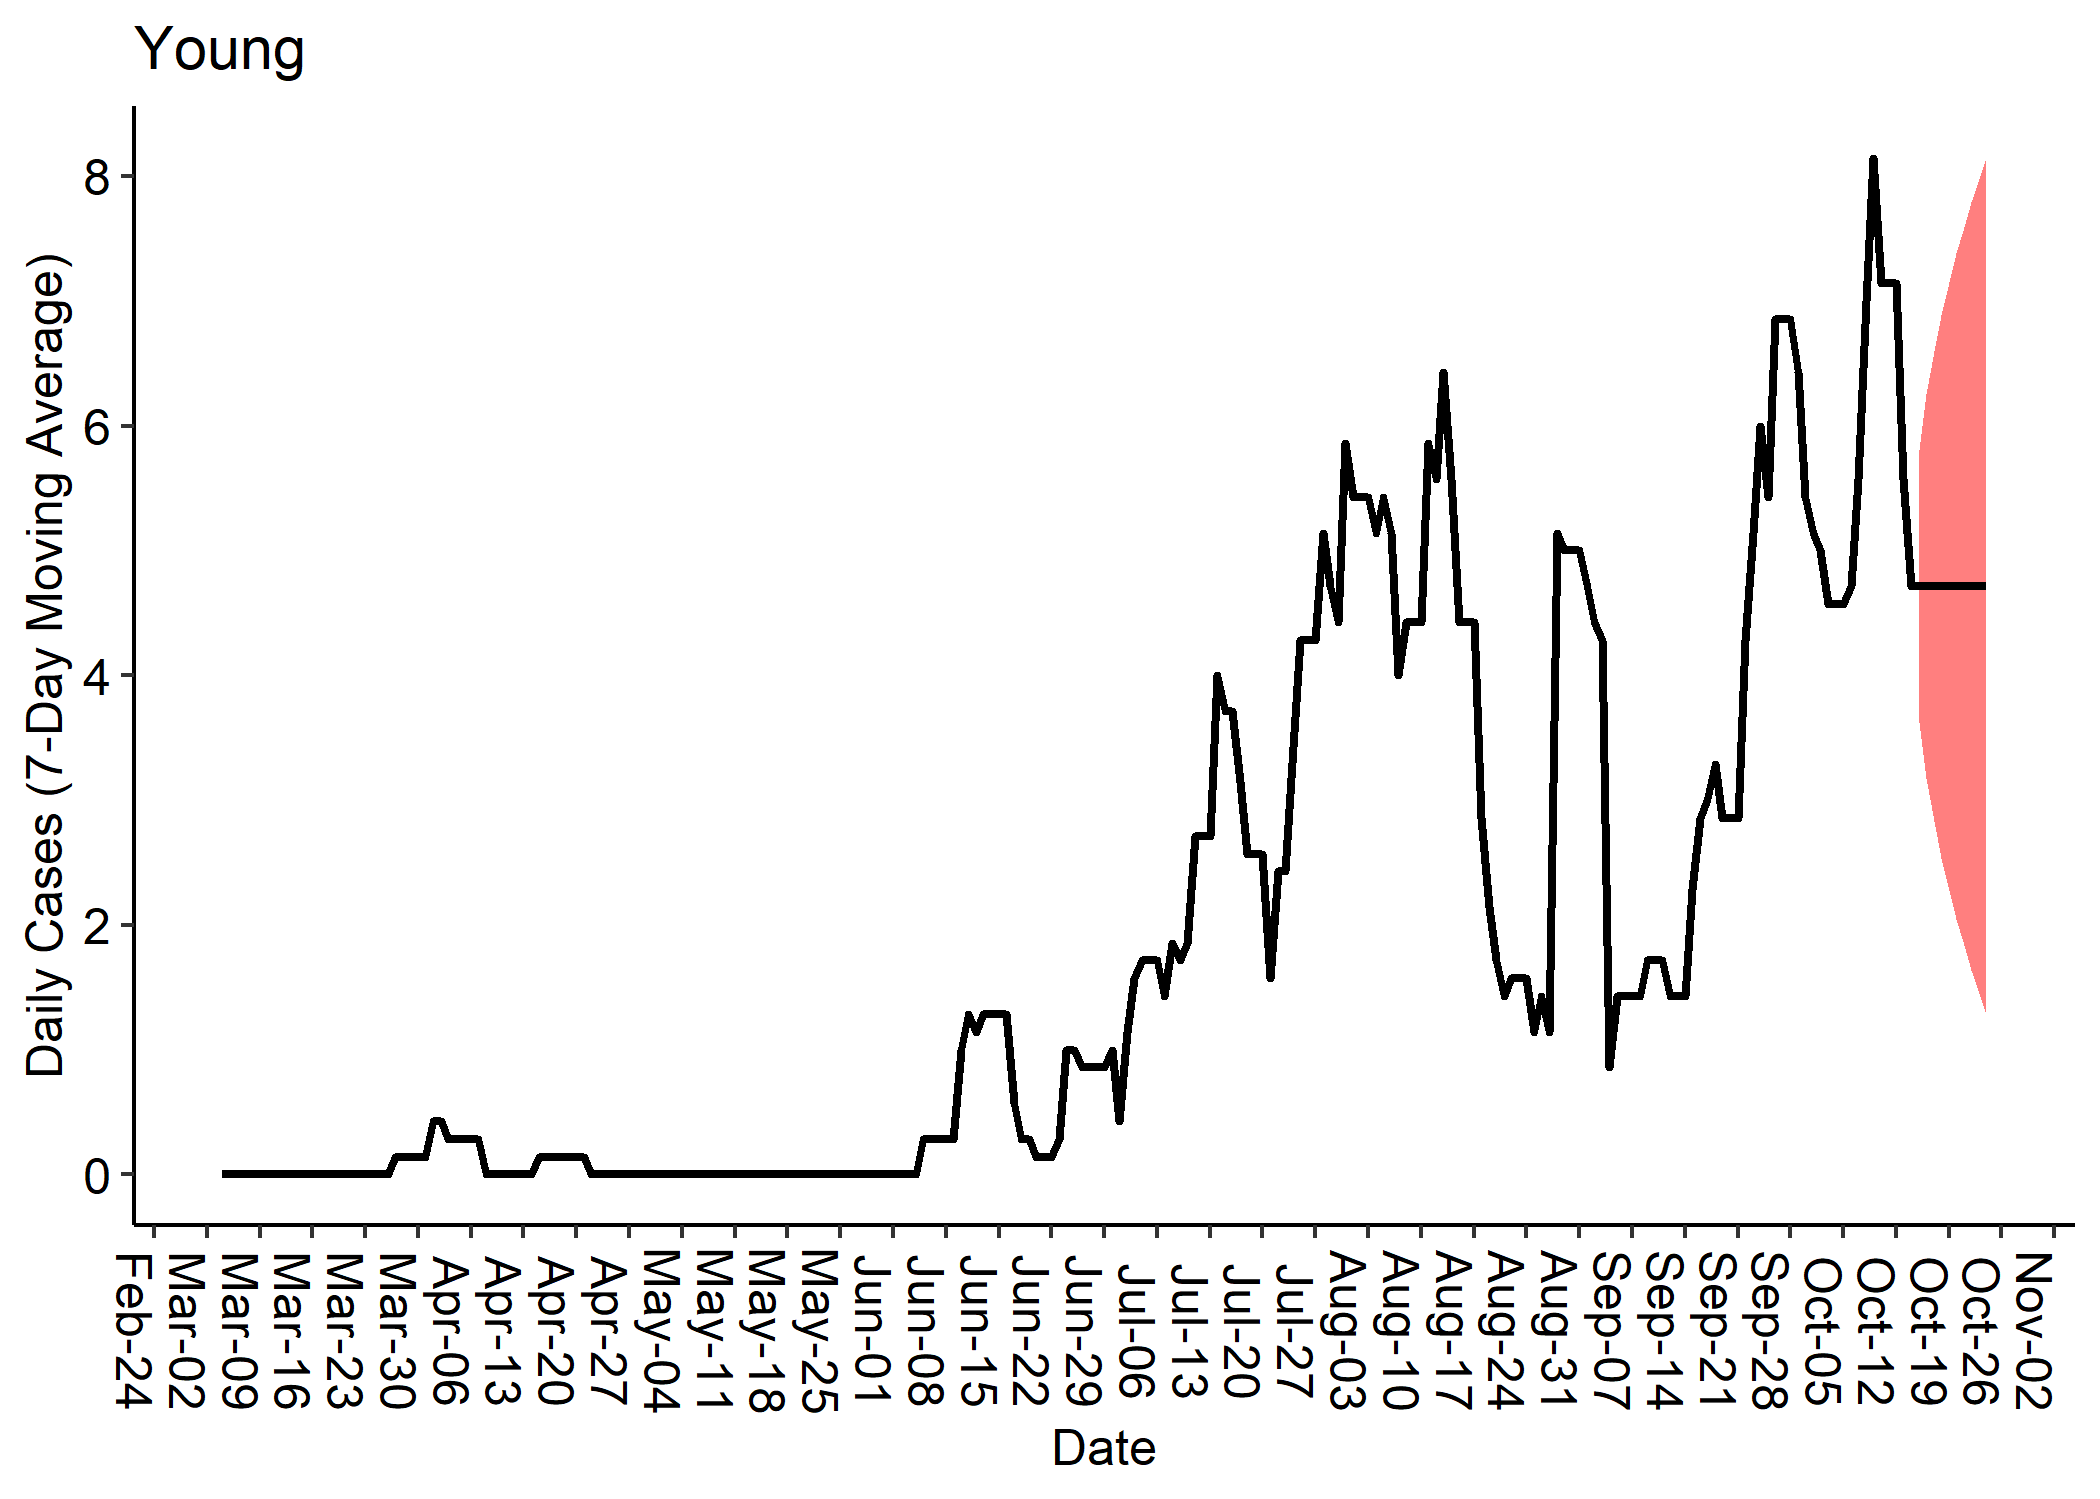 Young
Daily Cases (7-Day Moving Average)
8
6
4
2
0
Feb-24
Mar-02
Mar-09
Mar-16
Mar-23
Mar-30
Apr-06
Apr-13
Apr-20
Apr-27
May-04
May-11
May-18
May-25
Jun-01
Jun-08
Jun-15
Jun-22
Jun-29
Jul-06
Jul-13
Jul-20
Jul-27
Aug-03
Aug-10
Aug-17
Aug-24
Aug-31
Sep-07
Sep-14
Sep-21
Sep-28
Oct-05
Oct-12
Oct-19
Oct-26
Nov-02
Date